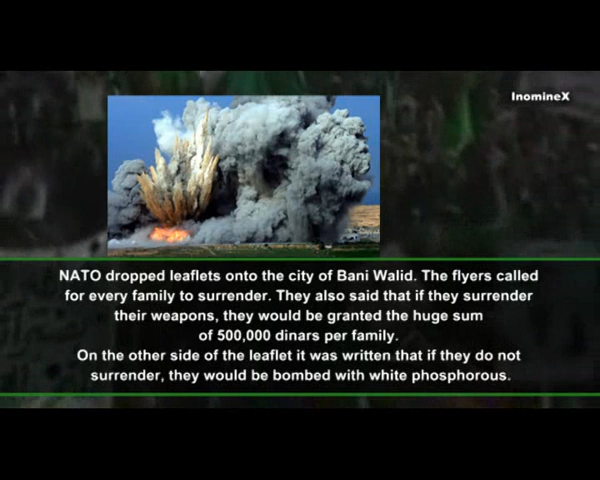 InomineX
NATO dropped leaflets onto the city of Bani Walid. The flyers called
for every family to surrender. They also said that if they surrender
their weapons, they would be granted the huge sum
of 500,000 dinars per family.
On the other side of the leaflet it was written that if they do not
surrender, they would be bombed with white phosphorous.